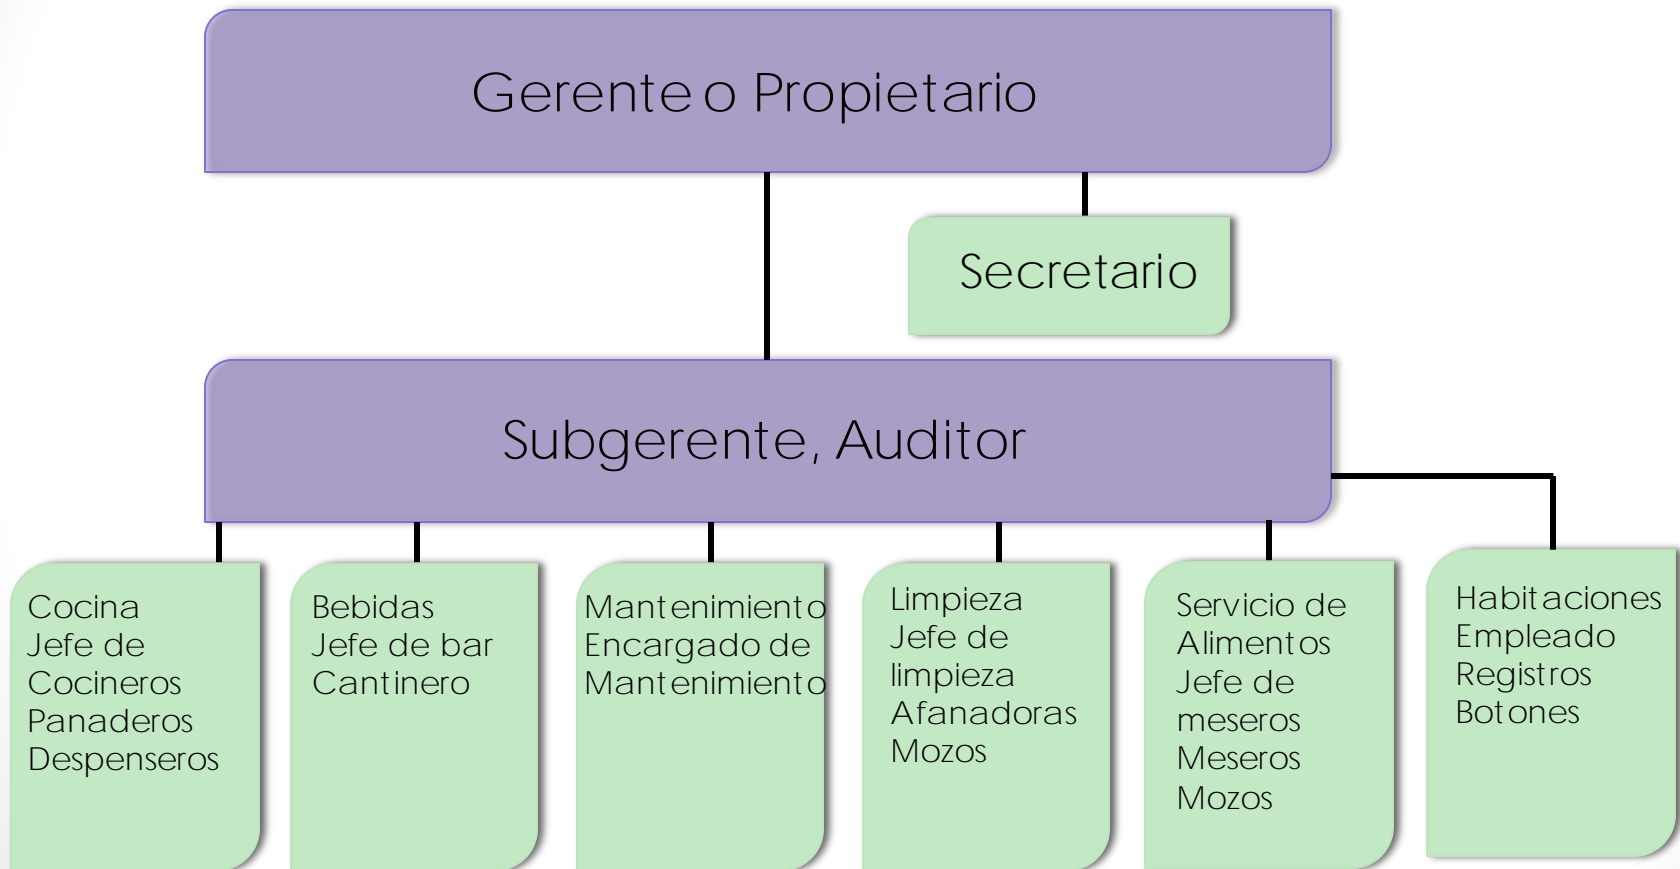 Gerente o Propietario
Secretario
Subgerente, Auditor
Cocina
Jefe de
Cocineros
Panaderos
Despenseros
Bebidas
Jefe de bar
Cantinero
Mantenimiento
Encargado de
Mantenimiento
Limpieza
Jefe de
limpieza
Afanadoras
Mozos
Servicio de
Alimentos
Jefe de
meseros
Meseros
Mozos
Habitaciones
Empleado
Registros
Botones